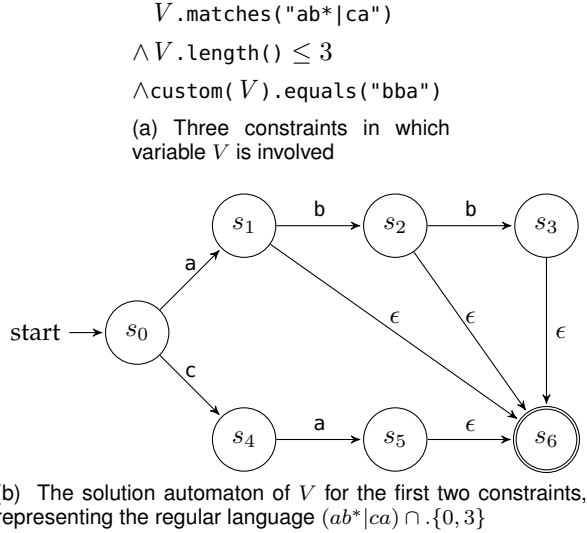 V.matches("ab*|ca")
∧ V.length() ≤ 3
∧custom(V).equals("bba")
(a) Three constraints in which
variable V is involved
s1 b s2 b s3
a
ϵ ϵ ϵ
start s0
c
s4 a s5 ϵ s6
(b) The solution automaton of V for the first two constraints,
representing the regular language (ab*|ca) ∩ .{0, 3}